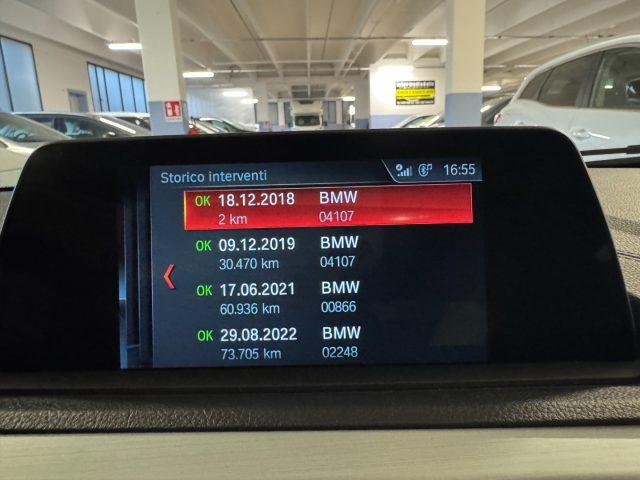 Storico interventi 16:55
OK 18.12.2018 BMW
2 km 04107
OK 09.12.2019 BMW
30.470 km 04107
OK 17.06.2021 BMW
60.936 km 00866
OK 29.08.2022 BMW
73.705 km 02248